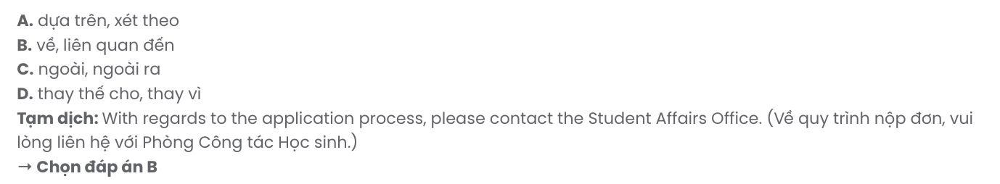 A. dựa trên, xét theo
B. về, liên quan đến
C. ngoài, ngoài ra
D. thay thế cho, thay vì
Tạm dịch: With regards to the application process, please contact the Student Affairs Office. (Về quy trình nộp đơn, vui
lòng liên hệ với Phòng Công tác Học sinh.)
→ Chọn đáp án B